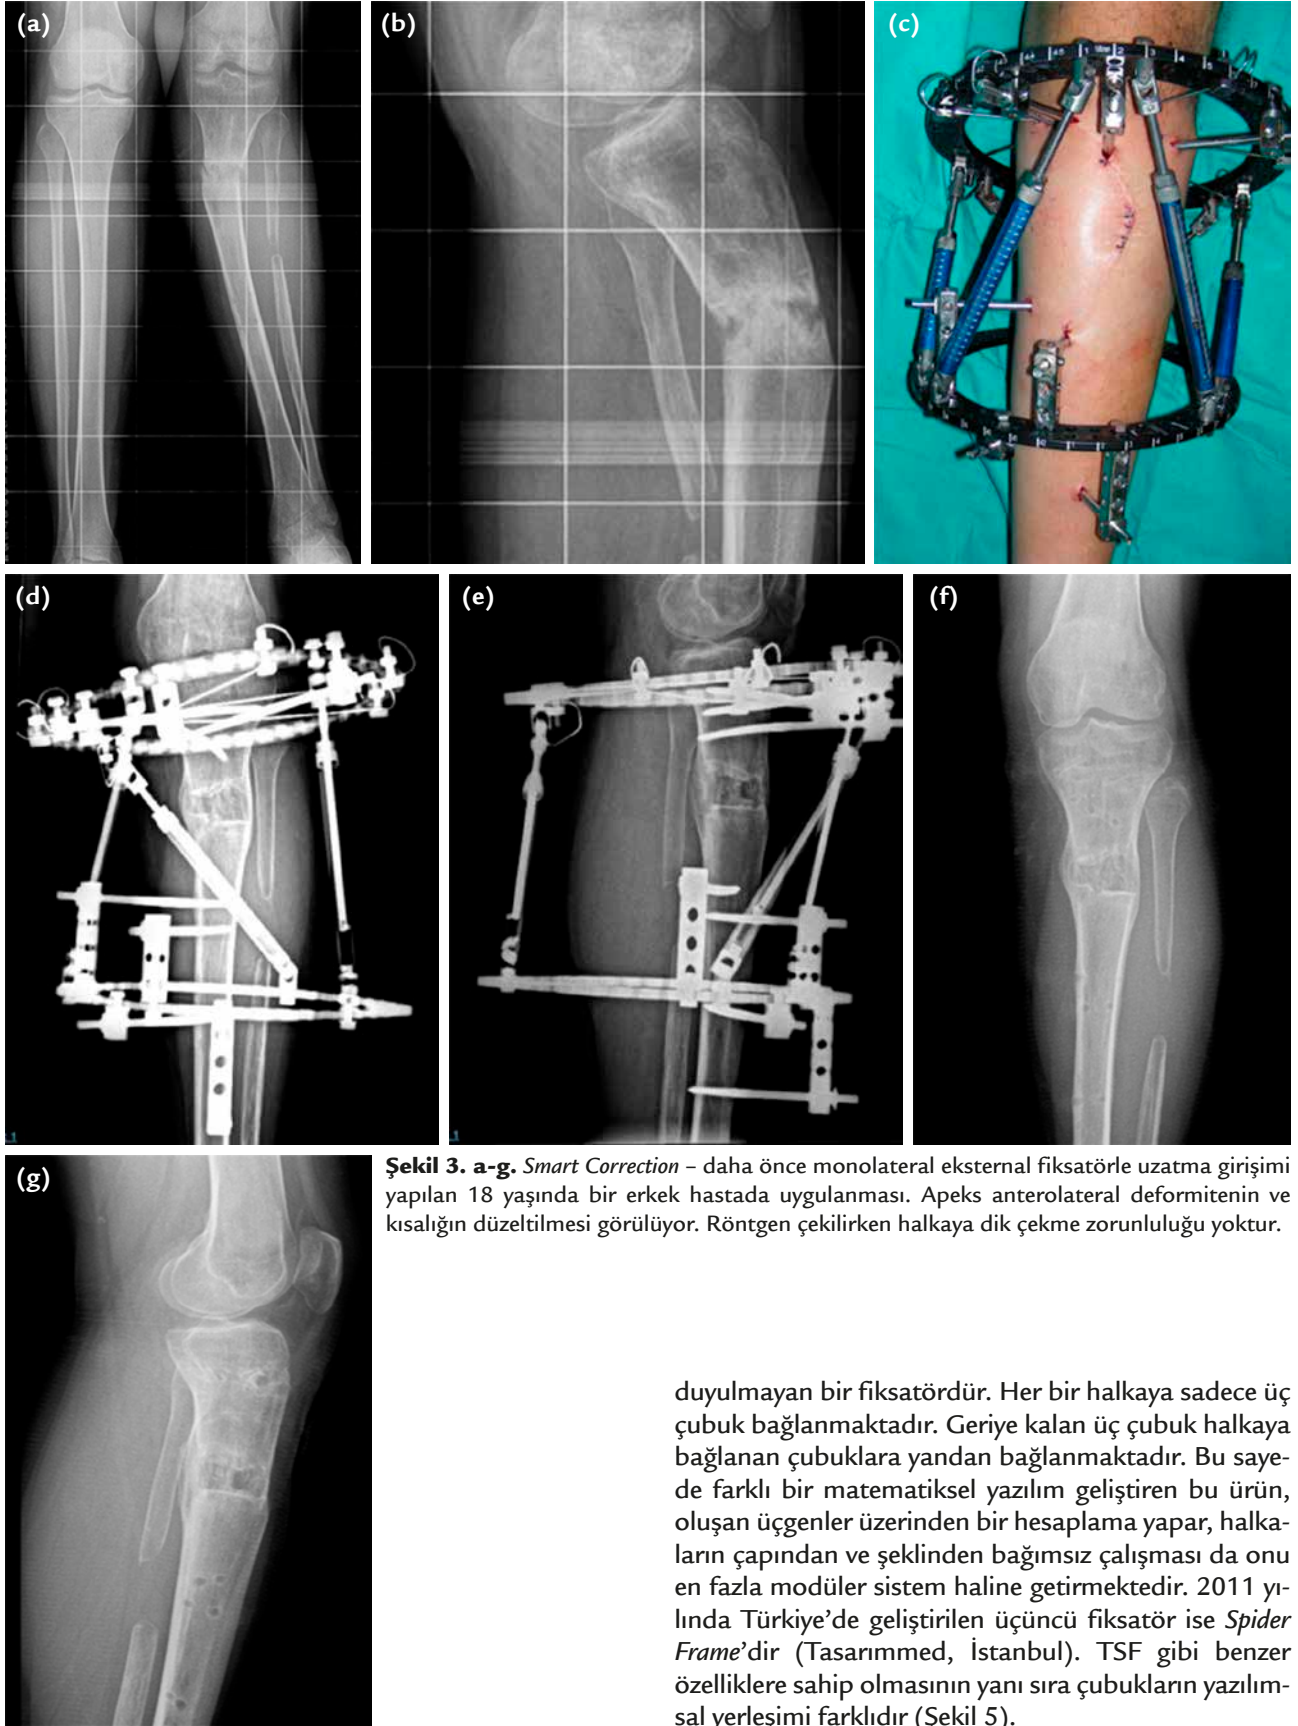 (a)
(b)
(c)
(d)
(e)
(f)
(g)
Şekil 3. a-g. Smart Correction – daha önce monolateral eksternal fiksatörle uzatma girişimi
yapılan 18 yaşında bir erkek hastada uygulanması. Apeks anterolateral deformitenin ve
kısalığın düzeltilmesi görülüyor. Röntgen çekilirken halkaya dik çekme zorunluluğu yoktur.
duyulmayan bir fiksatördür. Her bir halkaya sadece üç
çubuk bağlanmaktadır. Geriye kalan üç çubuk halkaya
bağlanan çubuklara yandan bağlanmaktadır. Bu saye-
de farklı bir matematiksel yazılım geliştiren bu ürün,
oluşan üçgenler üzerinden bir hesaplama yapar, halka-
ların çapından ve şeklinden bağımsız çalışması da onu
en fazla modüler sistem haline getirmektedir. 2011 yı-
lında Türkiye’de geliştirilen üçüncü fiksatör ise Spider
Frame’dir (Tasarımmed, İstanbul). TSF gibi benzer
özelliklere sahip olmasının yanı sıra çubukların yazılım-
sal yerleşimi farklıdır (Şekil 5).